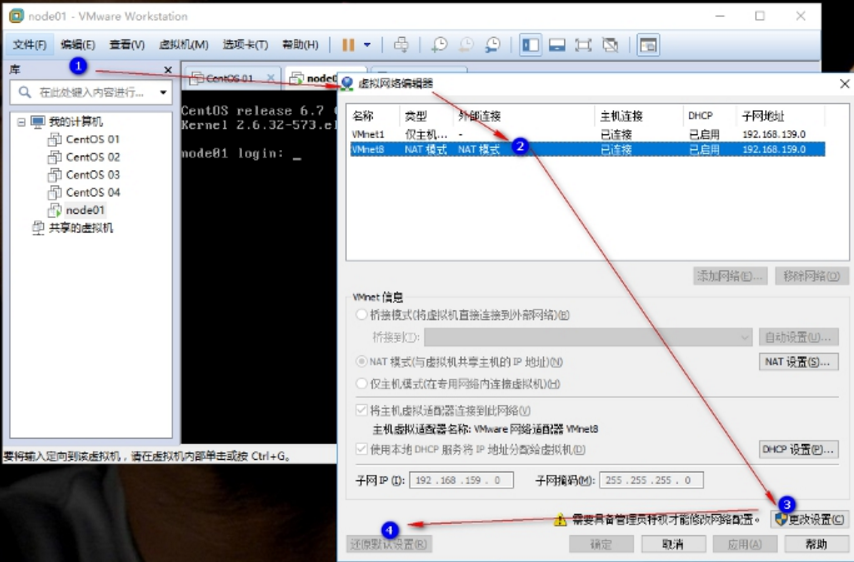 node01 - VMware Workstation
文件(F) 编辑(E) 查看(V) 虚拟机(M) 选项卡(T) 帮助(H)
1
库
在此处键入内容进行...
我的计算机
CentOS 01
CentOS 02
CentOS 03
CentOS 04
node01
共享的虚拟机
CentOS 01
CentOS release 6.7
Kernel 2.6.32-573.el
node01 login: _
要将输入定向到该虚拟机，请在虚拟机内部单击或按 Ctrl+G。
虚拟网络编辑器
名称 类型 外部连接 主机连接 DHCP 子网地址
VMnet1 仅主机... - 已连接 已启用 192.168.139.0
VMnet8 NAT 模式 NAT 模式 已连接 已启用 192.168.159.0
2
添加网络(E)... 移除网络(O)
VMnet 信息
桥接模式(将虚拟机直接连接到外部网络)(B)
桥接到(T): 自动设置(U)...
NAT 模式(与虚拟机共享主机的 IP 地址)(N) NAT 设置(S)...
仅主机模式(在专用网络内连接虚拟机)(H)
将主机虚拟适配器连接到此网络(V)
主机虚拟适配器名称: VMware 网络适配器 VMnet8
使用本地 DHCP 服务将 IP 地址分配给虚拟机(D) DHCP 设置(P)...
子网 IP (I): 192 . 168 . 159 . 0 子网掩码(M): 255 . 255 . 255 . 0
3
需要具备管理员特权才能修改网络配置。 更改设置(C)
4
还原默认设置(R) 确定 取消 应用(A) 帮助